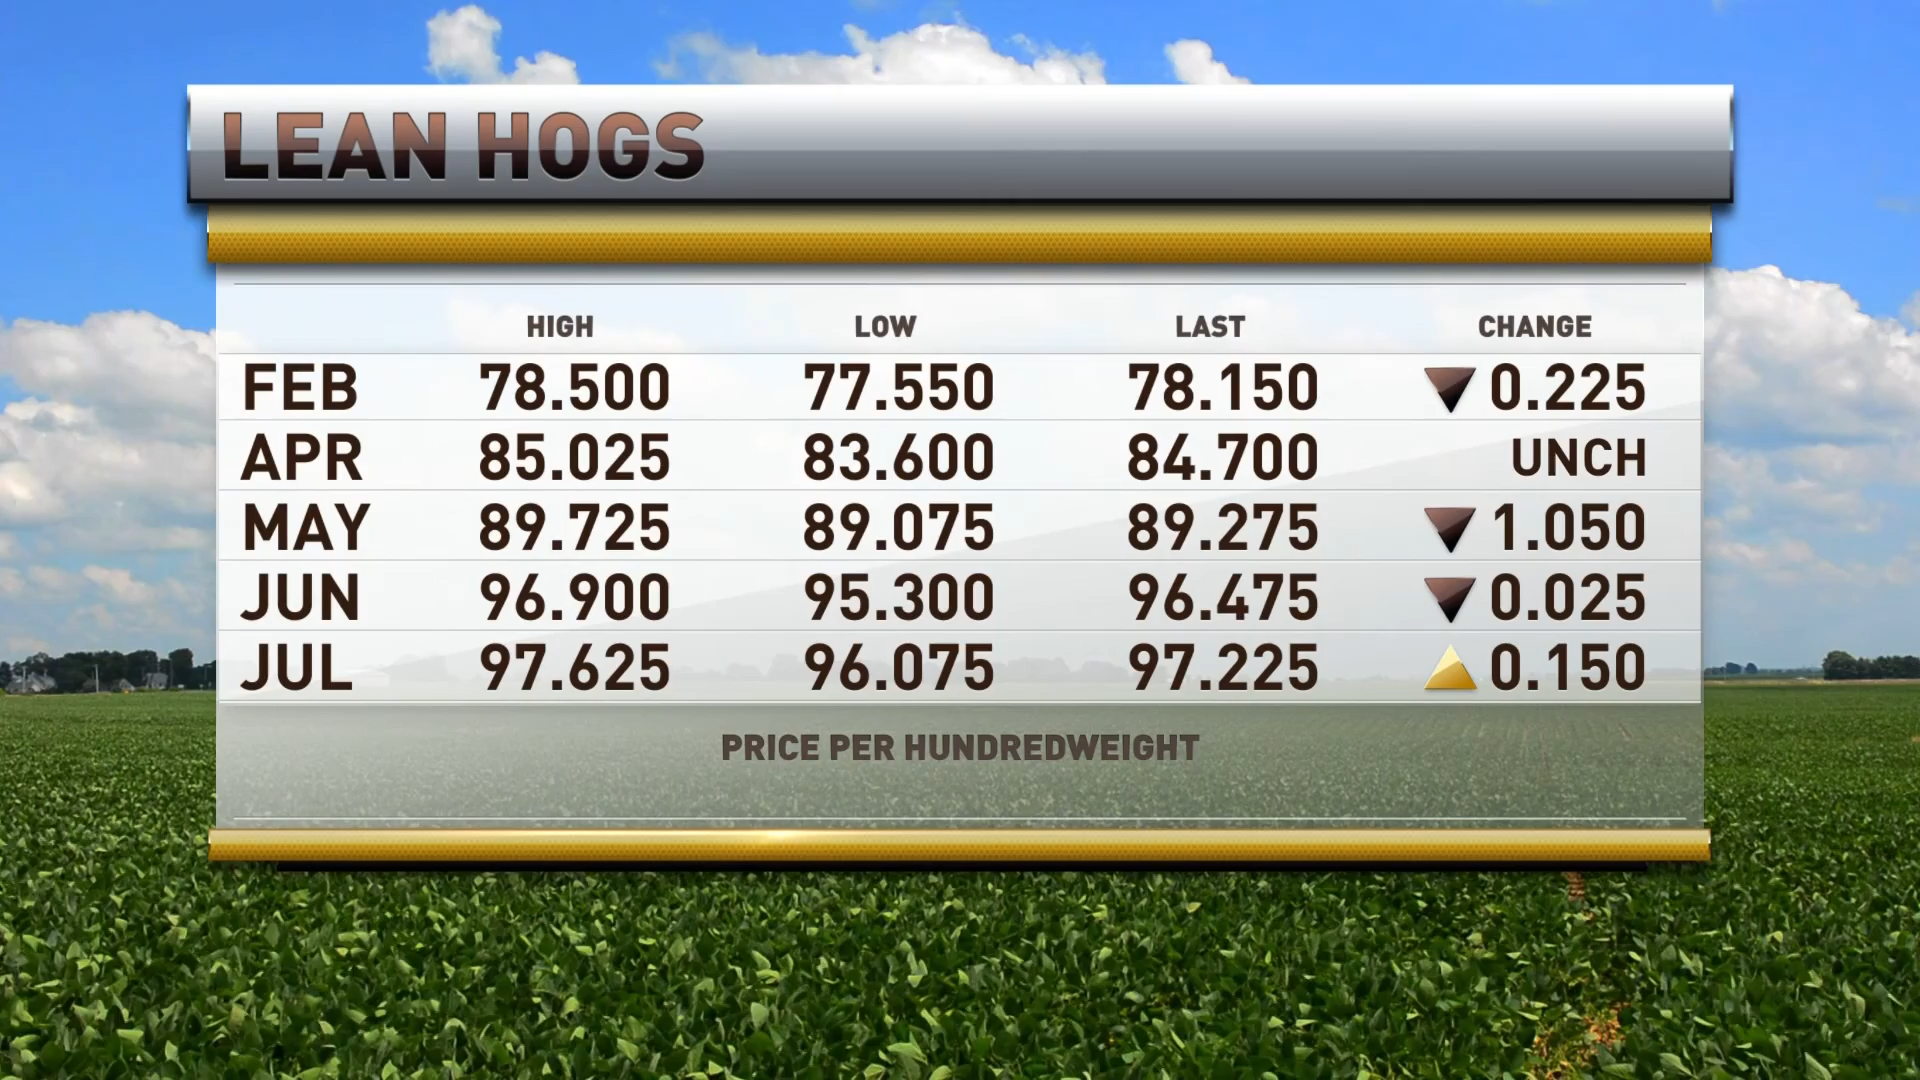 LEAN HOGS
HIGH LOW LAST CHANGE
FEB 78.500 77.550 78.150 ▼ 0.225
APR 85.025 83.600 84.700 UNCH
MAY 89.725 89.075 89.275 ▼ 1.050
JUN 96.900 95.300 96.475 ▼ 0.025
JUL 97.625 96.075 97.225 ▲ 0.150
PRICE PER HUNDREDWEIGHT